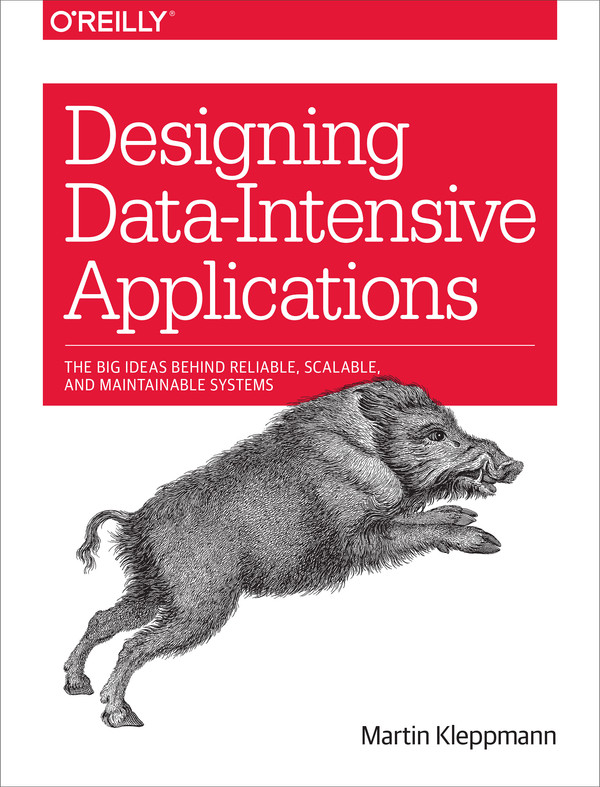 O'REILLY®
Designing
Data-Intensive
Applications
THE BIG IDEAS BEHIND RELIABLE, SCALABLE,
AND MAINTAINABLE SYSTEMS
Martin Kleppmann